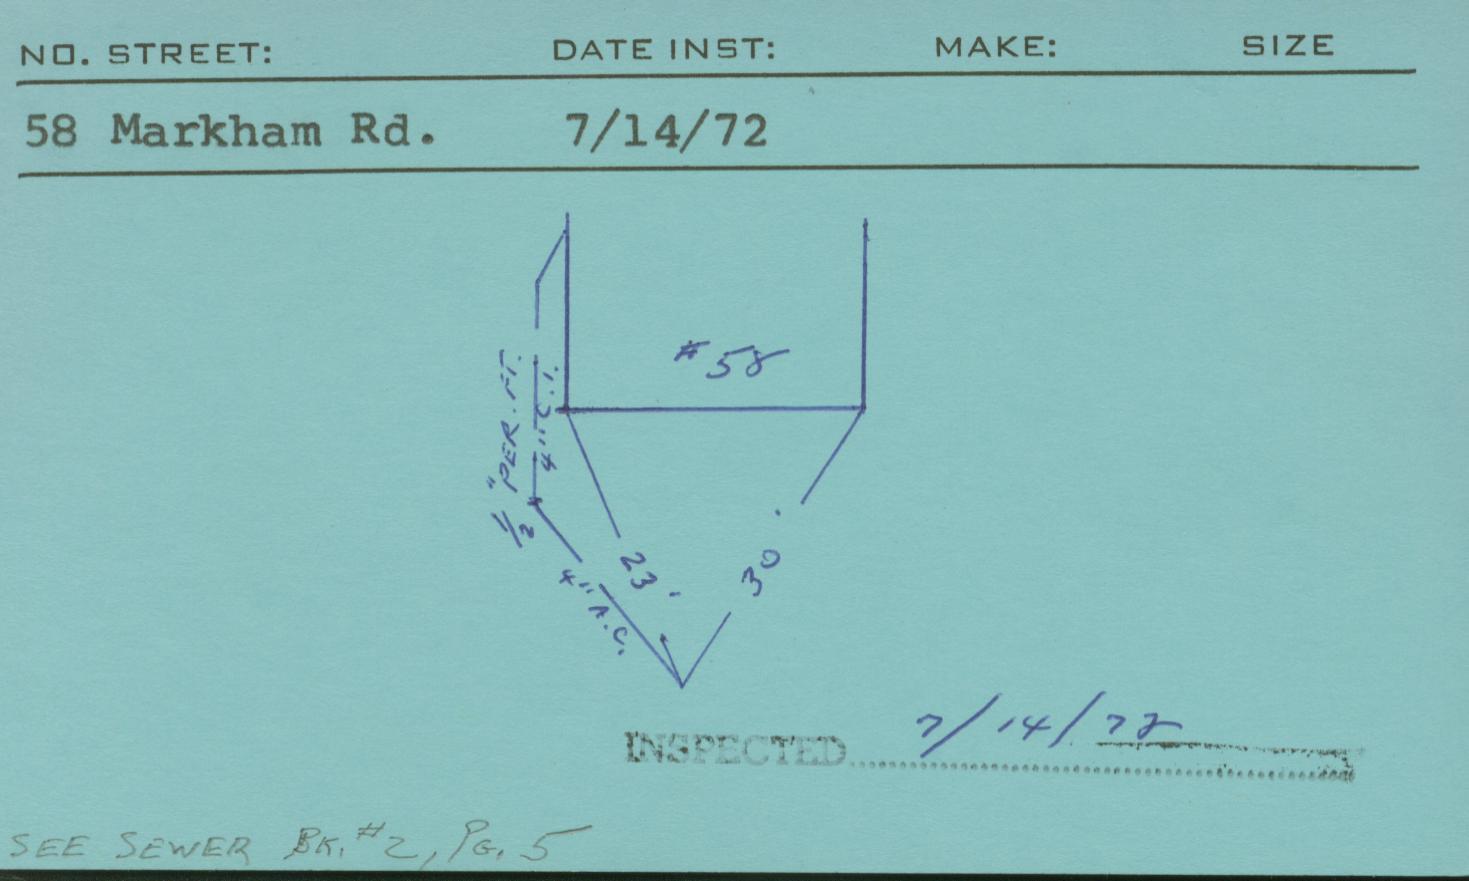 NO. STREET: DATE INST: MAKE: SIZE
58 Markham Rd. 7/14/72
#58
1/2" PER. FT.
4" C.I.
23'
30'
4" A.C.
INSPECTED 7/14/72
SEE SEWER BK. #2, PG. 5